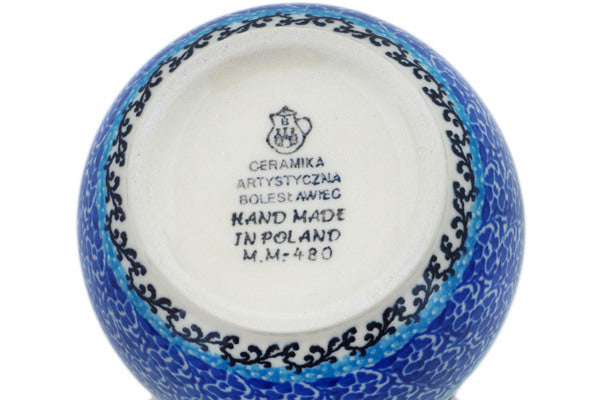 B
CERAMIKA
ARTYSTYCZNA
BOLESŁAWIEC
HAND MADE
IN POLAND
M.M-480